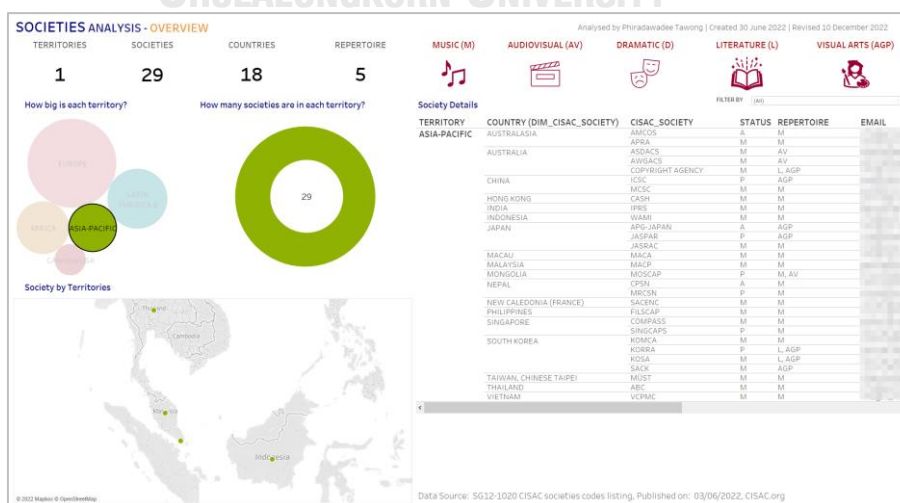 CHULALONGKORN UNIVERSITY
SOCIETIES ANALYSIS - OVERVIEW
Analysed by Phiradawadee Tawong | Created 30 June 2022 | Revised 10 December 2022
TERRITORIES SOCIETIES COUNTRIES REPERTOIRE MUSIC (M) AUDIOVISUAL (AV) DRAMATIC (D) LITERATURE (L) VISUAL ARTS (AGP)
1 29 18 5
How big is each territory? How many societies are in each territory? Society Details FILTER BY (All)
TERRITORY COUNTRY (DIM_CISAC_SOCIETY) CISAC_SOCIETY STATUS REPERTOIRE EMAIL
ASIA-PACIFIC AUSTRALASIA AMCOS A M
APRA M M
AUSTRALIA ASDACS M AV
AWGACS M AV
COPYRIGHT AGENCY M L, AGP
CHINA ICSC P AGP
MCSC M M
HONG KONG CASH M M
INDIA IPRS M M
INDONESIA WAMI M M
JAPAN APG-JAPAN A AGP
JASPAR P AGP
JASRAC M M
MACAU MACA M M
MALAYSIA MACP M M
MONGOLIA MOSCAP P M, AV
NEPAL CPSN A M
MRCSN P M
NEW CALEDONIA (FRANCE) SACENC M M
PHILIPPINES FILSCAP M M
SINGAPORE COMPASS M M
SINGCAPS P M
SOUTH KOREA KOMCA M M
KORRA P L, AGP
KOSA M L, AGP
SACK M AGP
TAIWAN, CHINESE TAIPEI MÜST M M
THAILAND ABC M M
VIETNAM VCPMC M M
EUROPE
LATIN AMERICA &
AFRICA
ASIA-PACIFIC
CANADA/USA
29
Society by Territories
Thailand
Cambodia
Malaysia
Indonesia
© 2022 Mapbox © OpenStreetMap
Data Source: SG12-1020 CISAC societies codes listing, Published on: 03/06/2022, CISAC.org